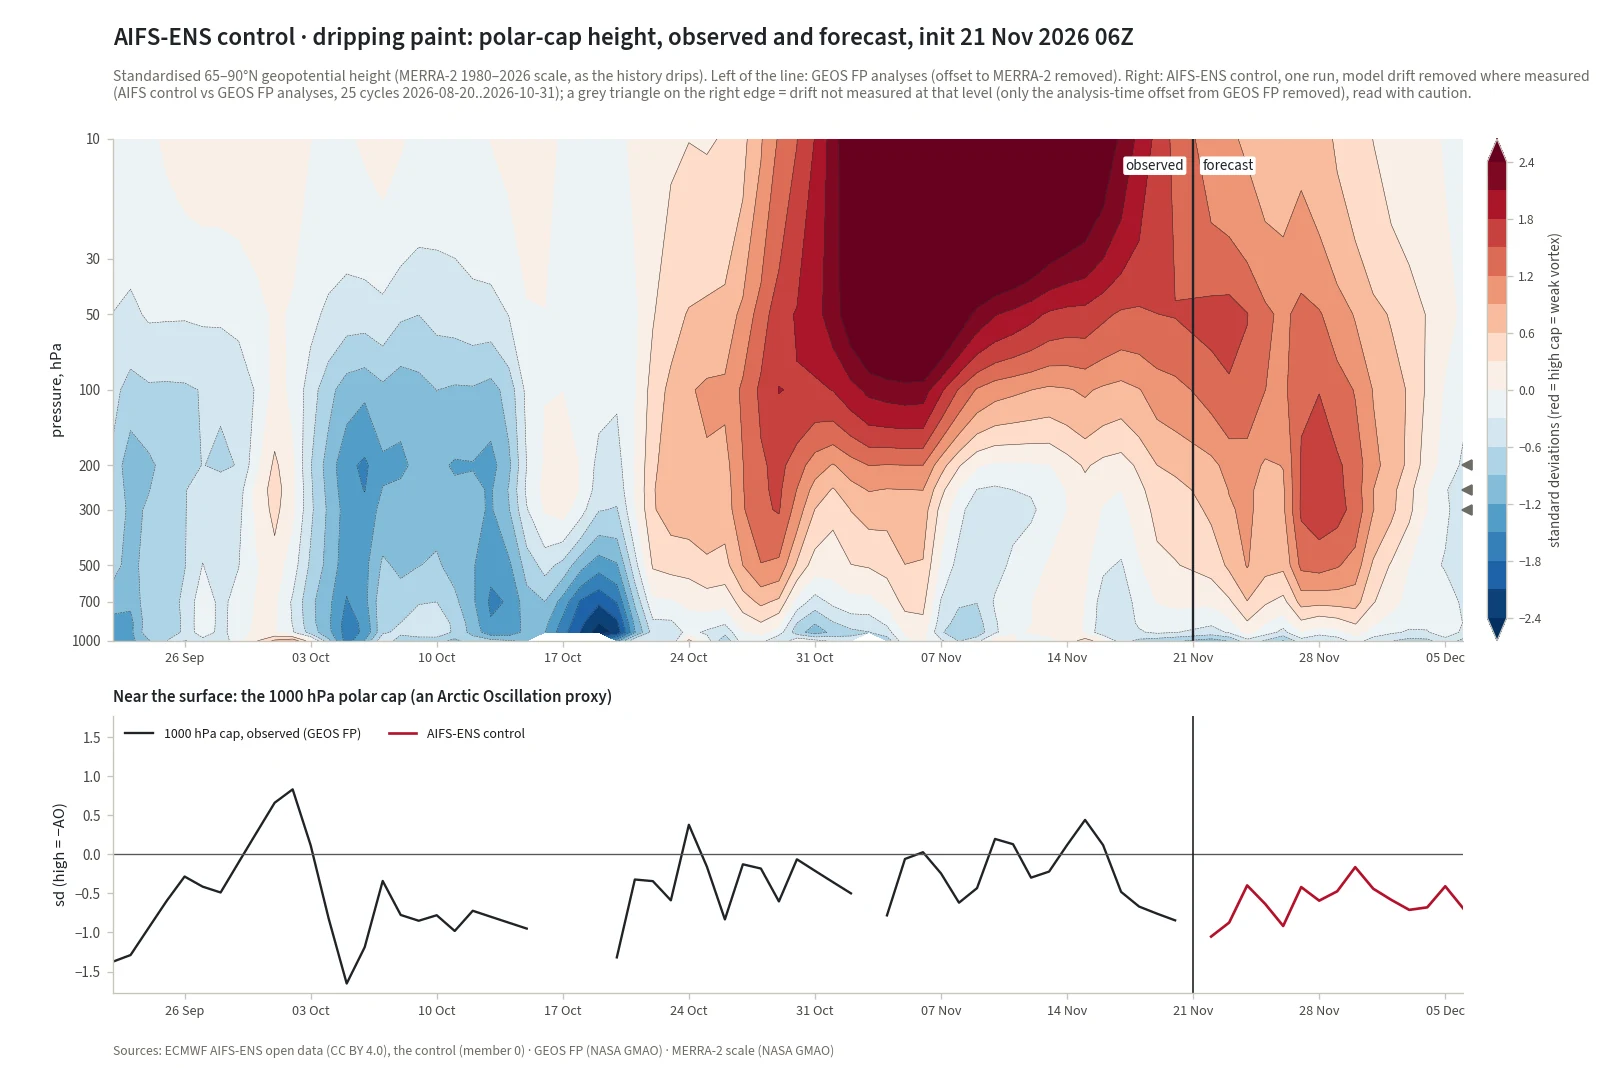 AIFS-ENS control · dripping paint: polar-cap height, observed and forecast, init 21 Nov 2026 06Z
Standardised 65–90°N geopotential height (MERRA-2 1980–2026 scale, as the history drips). Left of the line: GEOS FP analyses (offset to MERRA-2 removed). Right: AIFS-ENS control, one run, model drift removed where measured
(AIFS control vs GEOS FP analyses, 25 cycles 2026-08-20..2026-10-31); a grey triangle on the right edge = drift not measured at that level (only the analysis-time offset from GEOS FP removed), read with caution.
observed
forecast
pressure, hPa
10
30
50
100
200
300
500
700
1000
26 Sep
03 Oct
10 Oct
17 Oct
24 Oct
31 Oct
07 Nov
14 Nov
21 Nov
28 Nov
05 Dec
2.4
1.8
1.2
0.6
0.0
−0.6
−1.2
−1.8
−2.4
standard deviations (red = high cap = weak vortex)
Near the surface: the 1000 hPa polar cap (an Arctic Oscillation proxy)
1000 hPa cap, observed (GEOS FP)
AIFS-ENS control
sd (high = −AO)
1.5
1.0
0.5
0.0
−0.5
−1.0
−1.5
26 Sep
03 Oct
10 Oct
17 Oct
24 Oct
31 Oct
07 Nov
14 Nov
21 Nov
28 Nov
05 Dec
Sources: ECMWF AIFS-ENS open data (CC BY 4.0), the control (member 0) · GEOS FP (NASA GMAO) · MERRA-2 scale (NASA GMAO)